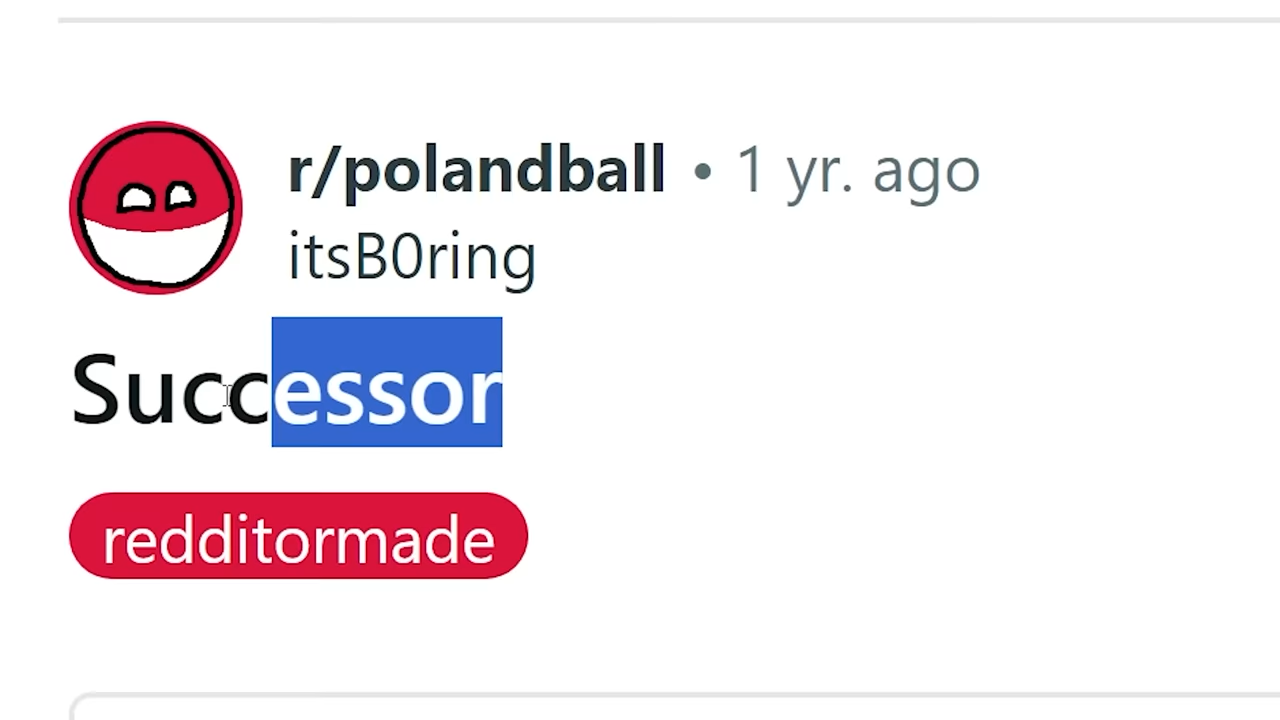 r/polandball • 1 yr. ago
itsB0ring
Successor
redditormade